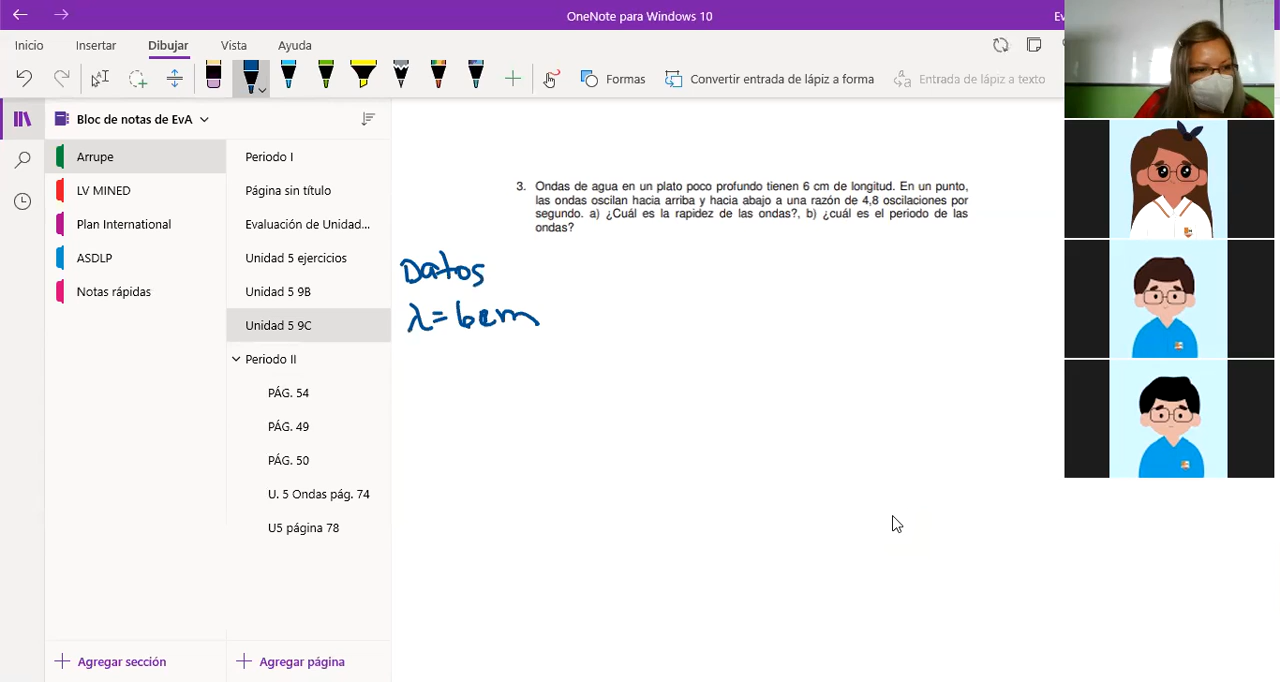 OneNote para Windows 10
Ev
Inicio
Insertar
Dibujar
Vista
Ayuda
Formas
Convertir entrada de lápiz a forma
Entrada de lápiz a texto
Bloc de notas de EvA
Arrupe
LV MINED
Plan International
ASDLP
Notas rápidas
Agregar sección
Periodo I
Página sin título
Evaluación de Unidad...
Unidad 5 ejercicios
Unidad 5 9B
Unidad 5 9C
Periodo II
PÁG. 54
PÁG. 49
PÁG. 50
U. 5 Ondas pág. 74
U5 página 78
Agregar página
3. Ondas de agua en un plato poco profundo tienen 6 cm de longitud. En un punto,
las ondas oscilan hacia arriba y hacia abajo a una razón de 4,8 oscilaciones por
segundo. a) ¿Cuál es la rapidez de las ondas?, b) ¿cuál es el periodo de las
ondas?
Datos
λ = 6cm